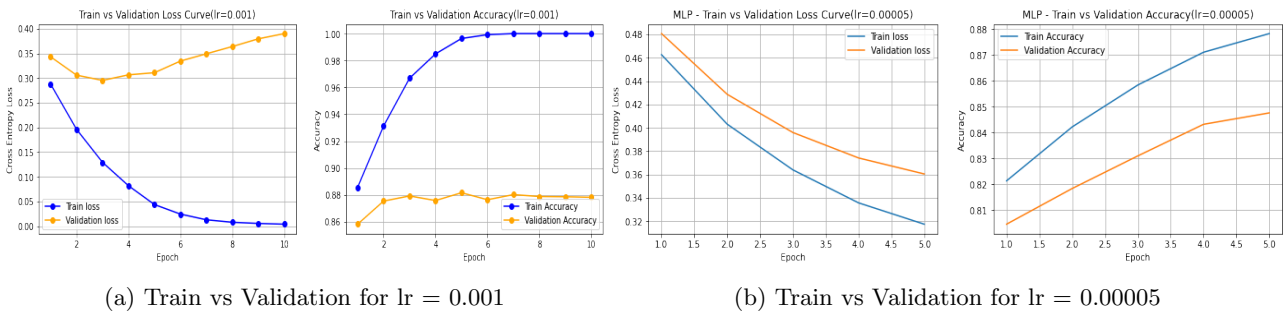 Train vs Validation Loss Curve(lr=0.001)
Cross Entropy Loss
0.40
0.35
0.30
0.25
0.20
0.15
0.10
0.05
0.00
Train loss
Validation loss
2 4 6 8 10
Epoch
Train vs Validation Accuracy(lr=0.001)
Accuracy
1.00
0.98
0.96
0.94
0.92
0.90
0.88
0.86
Train Accuracy
Validation Accuracy
2 4 6 8 10
Epoch
(a) Train vs Validation for lr = 0.001
MLP - Train vs Validation Loss Curve(lr=0.00005)
Cross Entropy Loss
0.48
0.46
0.44
0.42
0.40
0.38
0.36
0.34
0.32
Train loss
Validation loss
1.0 1.5 2.0 2.5 3.0 3.5 4.0 4.5 5.0
Epoch
MLP - Train vs Validation Accuracy(lr=0.00005)
Accuracy
0.88
0.87
0.86
0.85
0.84
0.83
0.82
0.81
Train Accuracy
Validation Accuracy
1.0 1.5 2.0 2.5 3.0 3.5 4.0 4.5 5.0
Epoch
(b) Train vs Validation for lr = 0.00005